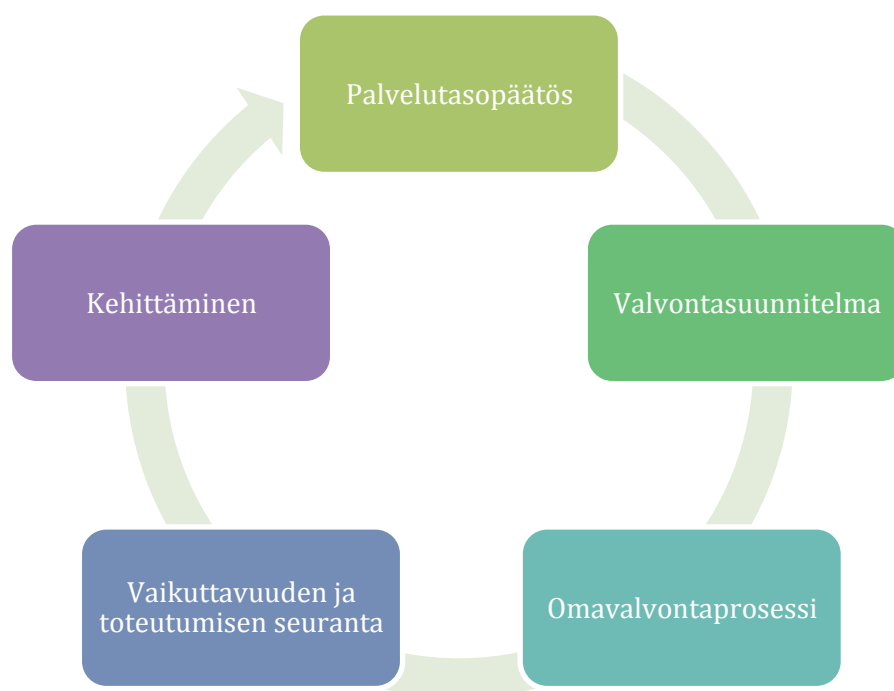 Palvelutasopäätös
Valvontasuunnitelma
Omavalvontaprosessi
Vaikuttavuuden ja
toteutumisen seuranta
Kehittäminen